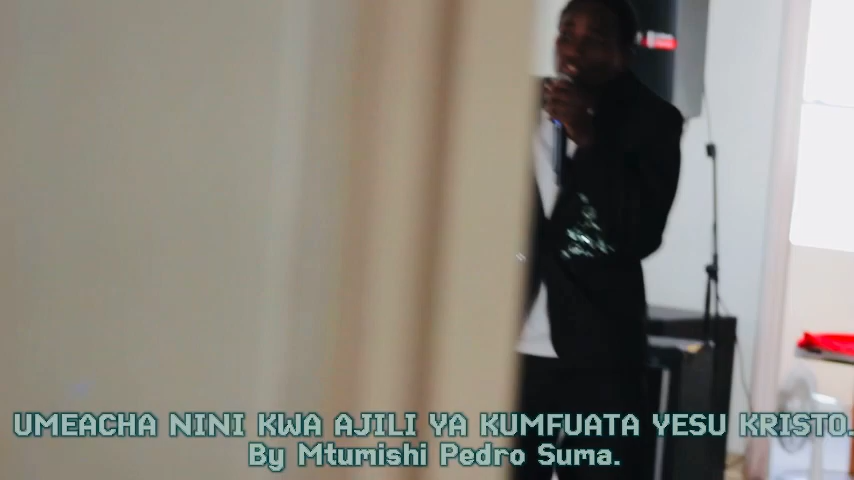 UMEACHA NINI KWA AJILI YA KUMFUATA YESU KRISTO.
By Mtumishi Pedro Suma.